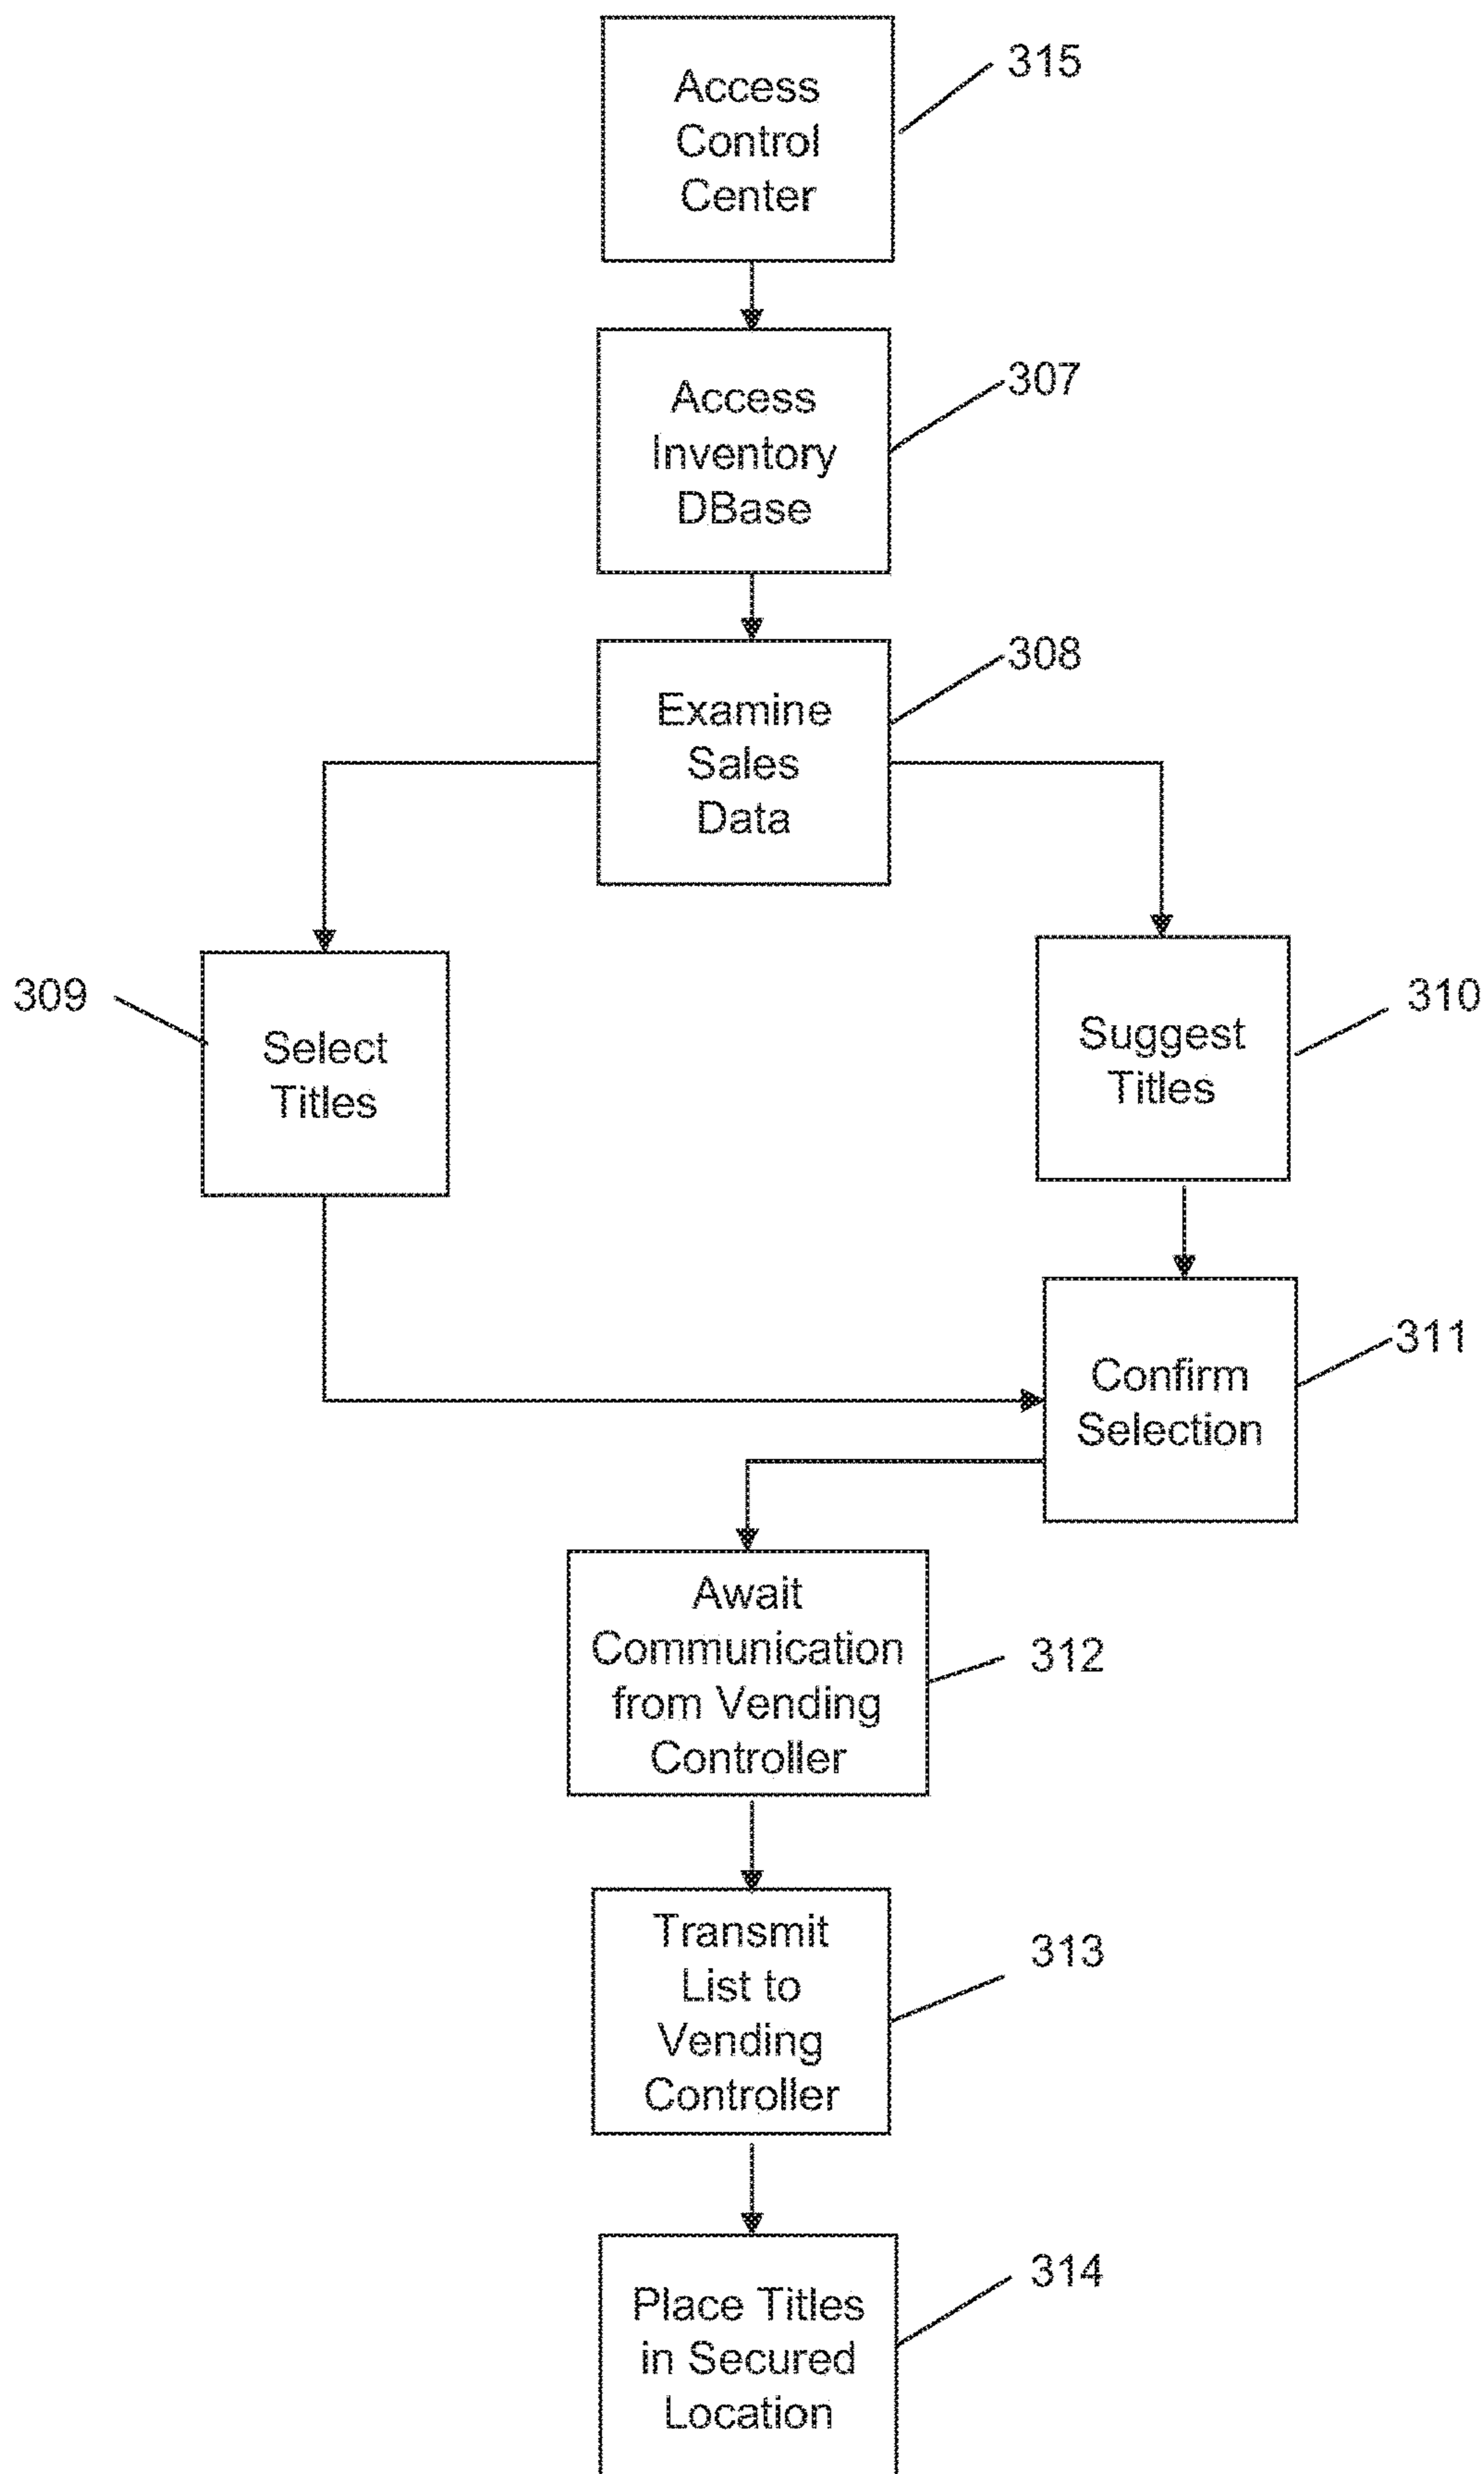 Access
Control
Center
315
Access
Inventory
DBase
307
Examine
Sales
Data
308
309
Select
Titles
Suggest
Titles
310
Confirm
Selection
311
Await
Communication
from Vending
Controller
312
Transmit
List to
Vending
Controller
313
Place Titles
in Secured
Location
314